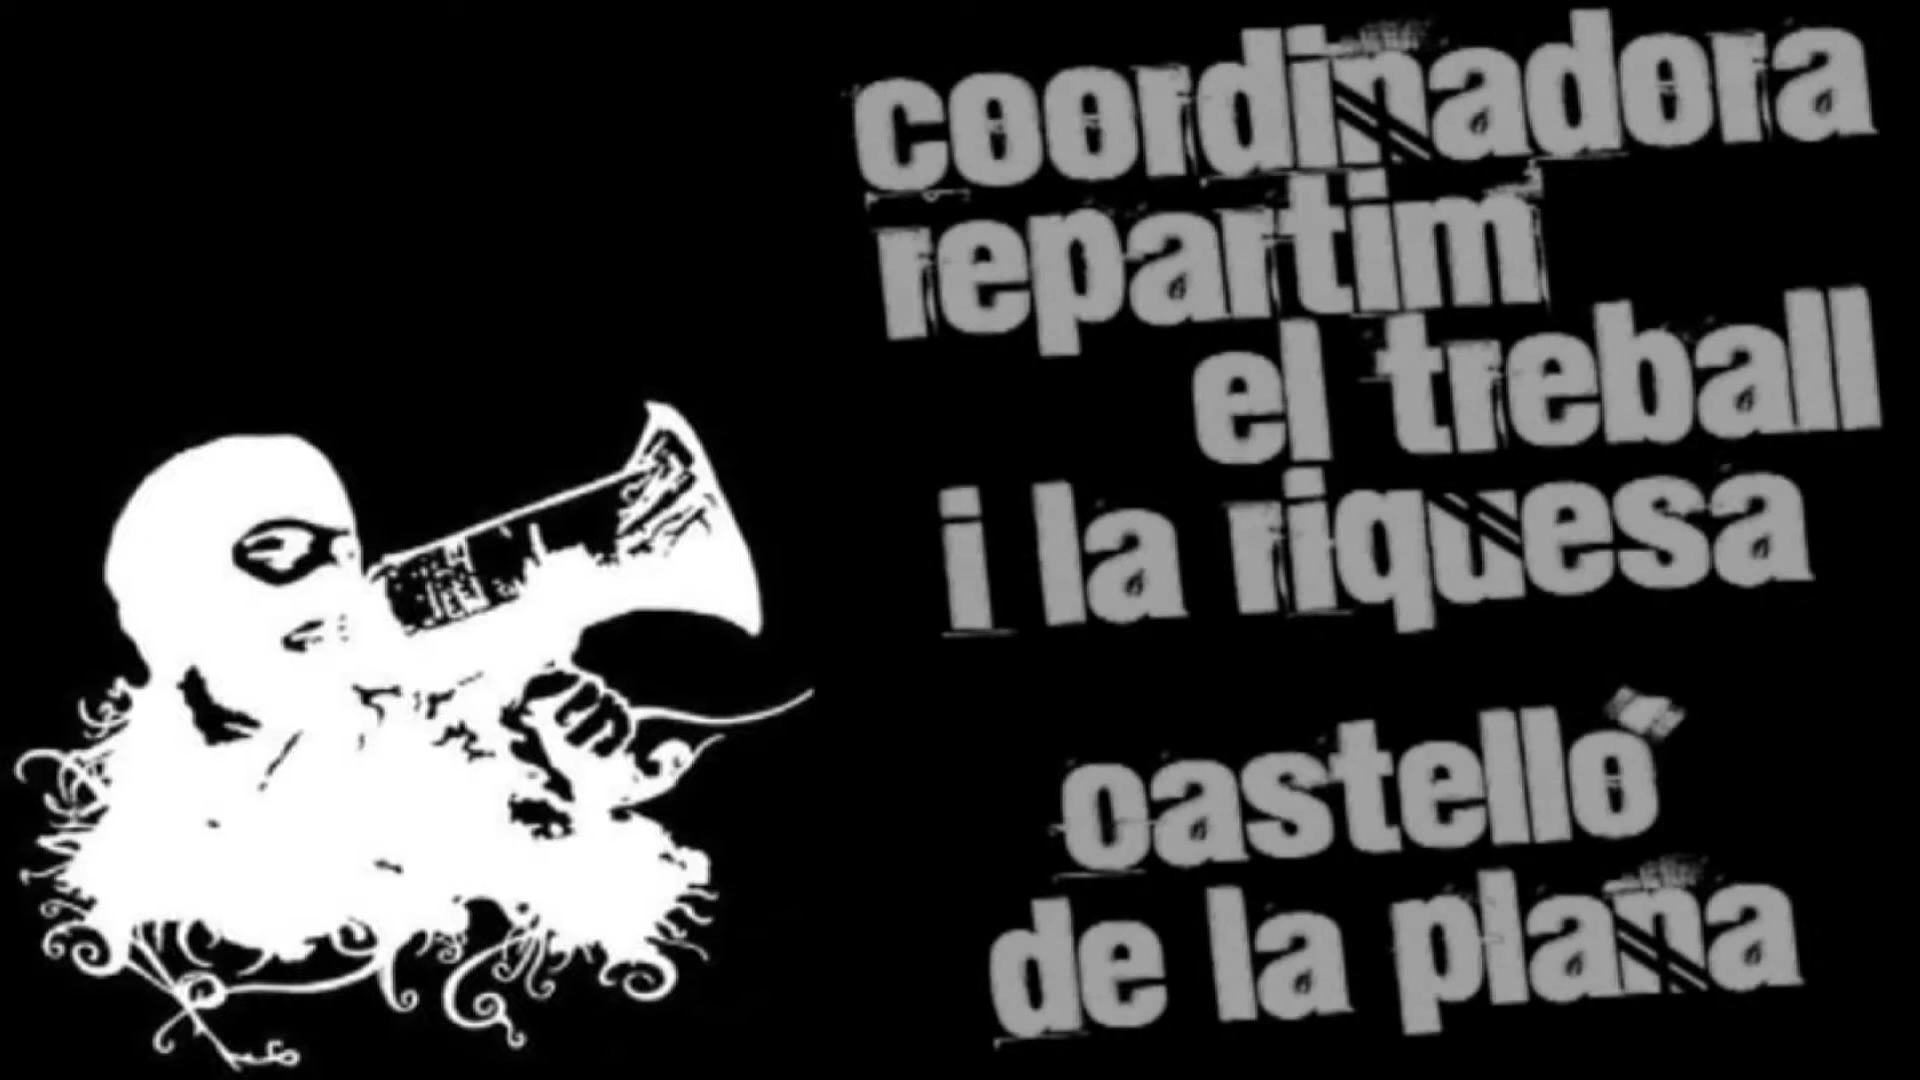 coordinadora
repartim
el treball
i la riquesa
castelló
de la plana